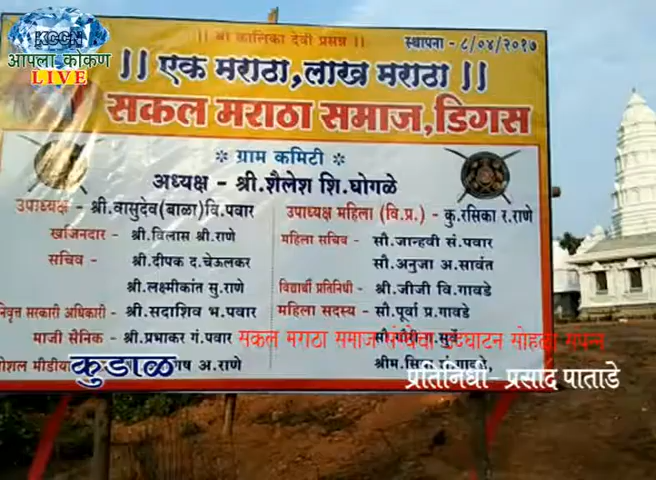 KCCN
आपला कोकण
LIVE
|| श्री कालिका देवी प्रसन्न ||
स्थापना - ८/०४/२०१७
|| एक मराठा, लाख मराठा ||
सकल मराठा समाज, डिगस
* ग्राम कमिटी *
अध्यक्ष - श्री.शैलेश शि.घोगळे
उपाध्यक्ष - श्री.वासुदेव(बाळा)वि.पवार
खजिनदार - श्री.विलास श्री.राणे
सचिव - श्री.दीपक द.चेऊलकर
श्री.लक्ष्मीकांत सु.राणे
श्री.सदाशिव भ.पवार
माजी सैनिक - श्री.प्रभाकर गं.पवार
अ.राणे
उपाध्यक्ष महिला (वि.प्र.) - कु.रसिका र.राणे
महिला सचिव - सौ.जान्हवी सं.पवार
सौ.अनुजा अ.सावंत
विद्यार्थी प्रतिनिधी - श्री.जीजी वि.गावडे
महिला सदस्य - सौ.पूर्वा प्र.गावडे
सकल मराठा समाज
सोहळा संपन्न
कुडाळ
प्रतिनिधी- प्रसाद पाताडे